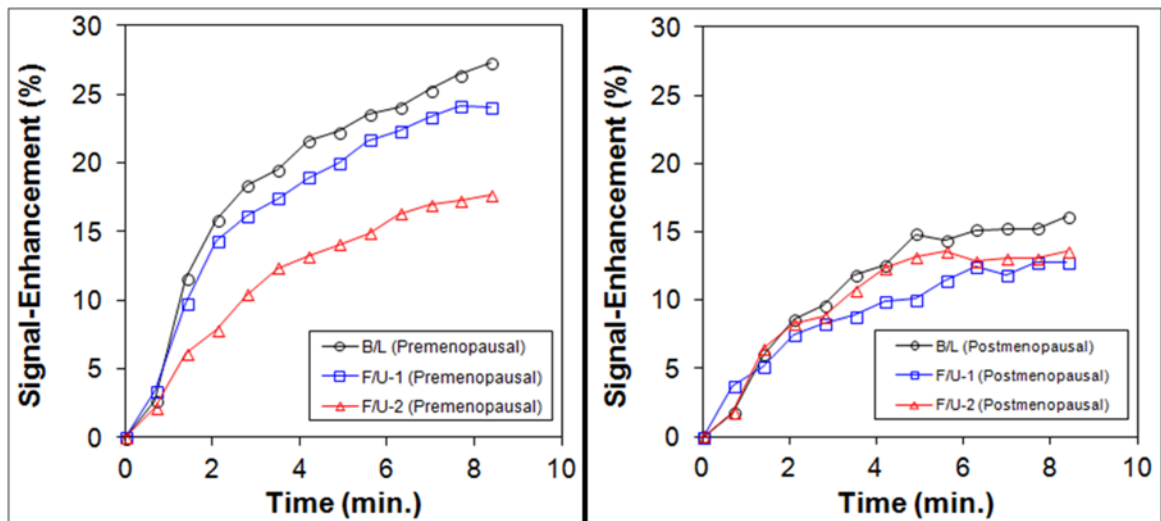 30
25
20
15
10
5
0
Signal-Enhancement (%)
B/L (Premenopausal)
F/U-1 (Premenopausal)
F/U-2 (Premenopausal)
0 2 4 6 8 10
Time (min.)
30
25
20
15
10
5
0
Signal-Enhancement (%)
B/L (Postmenopausal)
F/U-1 (Postmenopausal)
F/U-2 (Postmenopausal)
0 2 4 6 8 10
Time (min.)